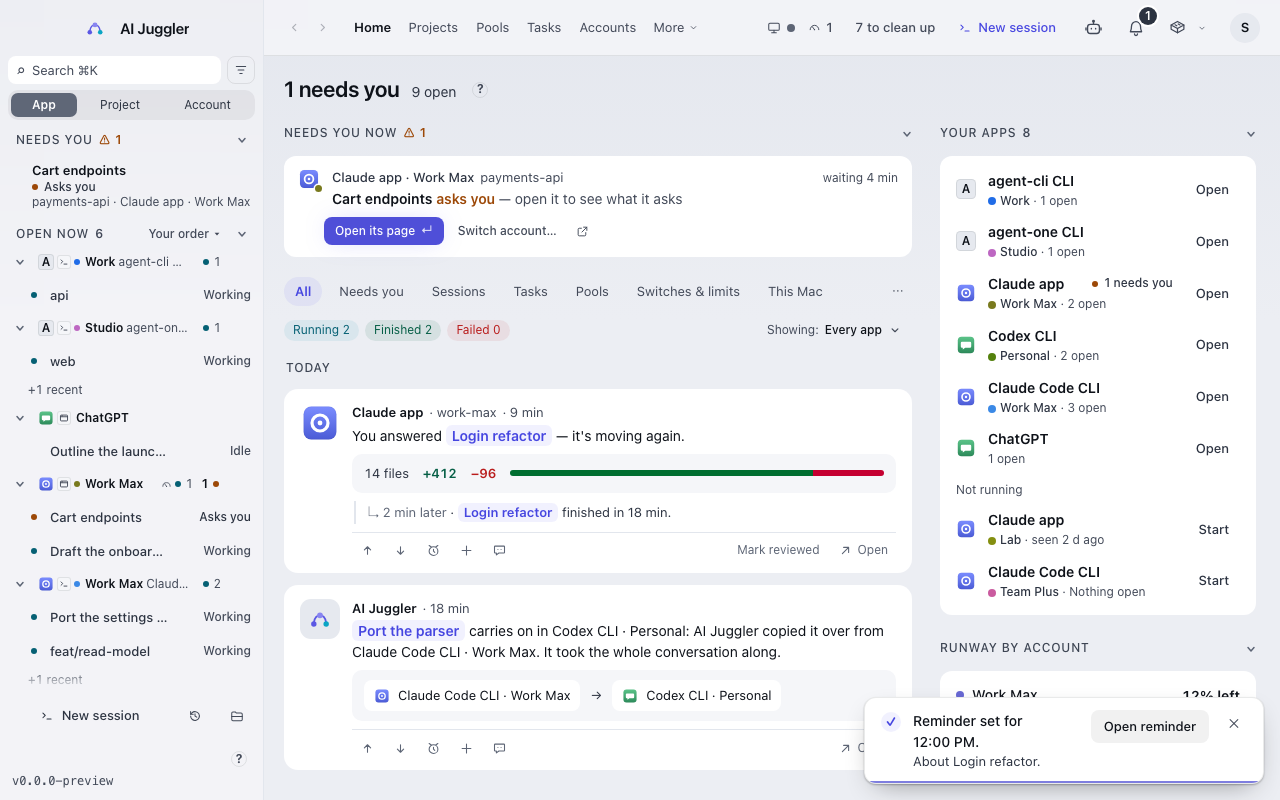 AI Juggler
Search ⌘K
App Project Account
NEEDS YOU 1
Cart endpoints
Asks you
payments-api · Claude app · Work Max
OPEN NOW 6 Your order
A Work agent-cli ... 1
api Working
A Studio agent-on... 1
web Working
+1 recent
ChatGPT
Outline the launc... Idle
Work Max 1 1
Cart endpoints Asks you
Draft the onboar... Working
Work Max Claud... 2
Port the settings ... Working
feat/read-model Working
+1 recent
New session
?
v0.0.0-preview
Home Projects Pools Tasks Accounts More 1 7 to clean up New session 1 S
1 needs you 9 open ?
NEEDS YOU NOW 1
Claude app · Work Max payments-api waiting 4 min
Cart endpoints asks you — open it to see what it asks
Open its page ↵ Switch account...
All Needs you Sessions Tasks Pools Switches & limits This Mac ...
Running 2 Finished 2 Failed 0 Showing: Every app
TODAY
Claude app · work-max · 9 min
You answered Login refactor — it's moving again.
14 files +412 −96
2 min later · Login refactor finished in 18 min.
Mark reviewed Open
AI Juggler · 18 min
Port the parser carries on in Codex CLI · Personal: AI Juggler copied it over from
Claude Code CLI · Work Max. It took the whole conversation along.
Claude Code CLI · Work Max → Codex CLI · Personal
YOUR APPS 8
A agent-cli CLI Open
Work · 1 open
A agent-one CLI Open
Studio · 1 open
Claude app 1 needs you Open
Work Max · 2 open
Codex CLI Open
Personal · 2 open
Claude Code CLI Open
Work Max · 3 open
ChatGPT Open
1 open
Not running
Claude app Start
Lab · seen 2 d ago
Claude Code CLI Start
Team Plus · Nothing open
RUNWAY BY ACCOUNT
Work Max 12% left
Reminder set for
12:00 PM.
About Login refactor.
Open reminder